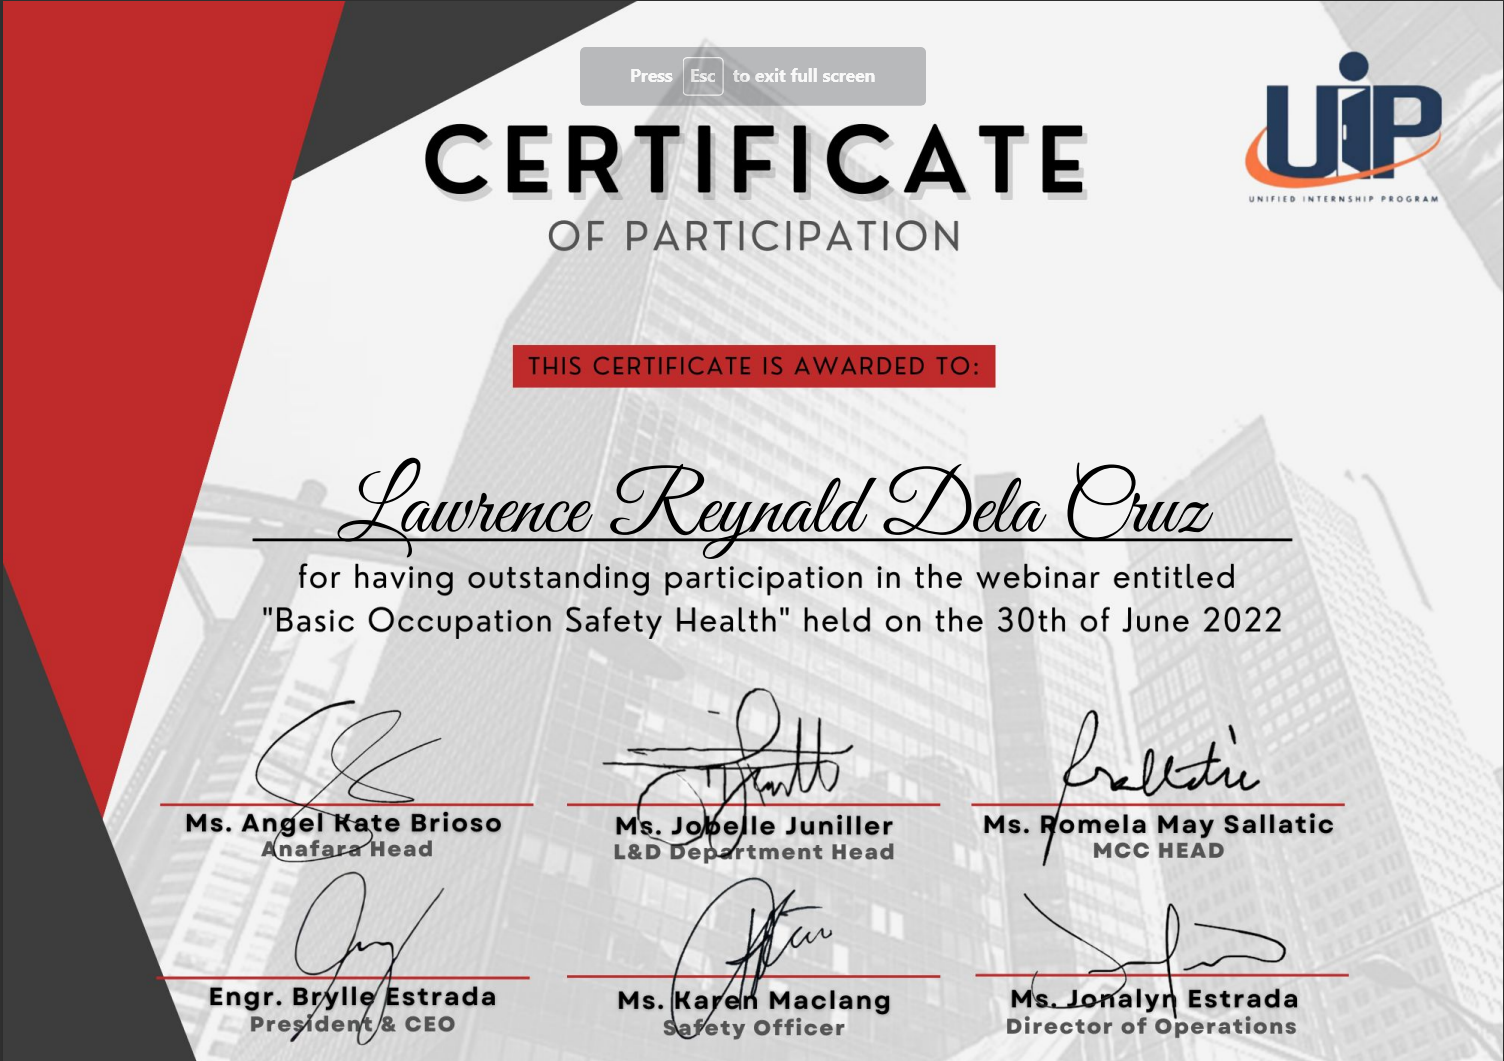 Press Esc to exit full screen
UiP
UNIFIED INTERNSHIP PROGRAM
CERTIFICATE
OF PARTICIPATION
THIS CERTIFICATE IS AWARDED TO:
Lawrence Reynald Dela Cruz
for having outstanding participation in the webinar entitled
"Basic Occupation Safety Health" held on the 30th of June 2022
Ms. Angel Kate Brioso
Anafara Head
Ms. Jobelle Juniller
L&D Department Head
Ms. Romela May Sallatic
MCC HEAD
Engr. Brylle Estrada
President & CEO
Ms. Karen Maclang
Safety Officer
Ms. Jonalyn Estrada
Director of Operations